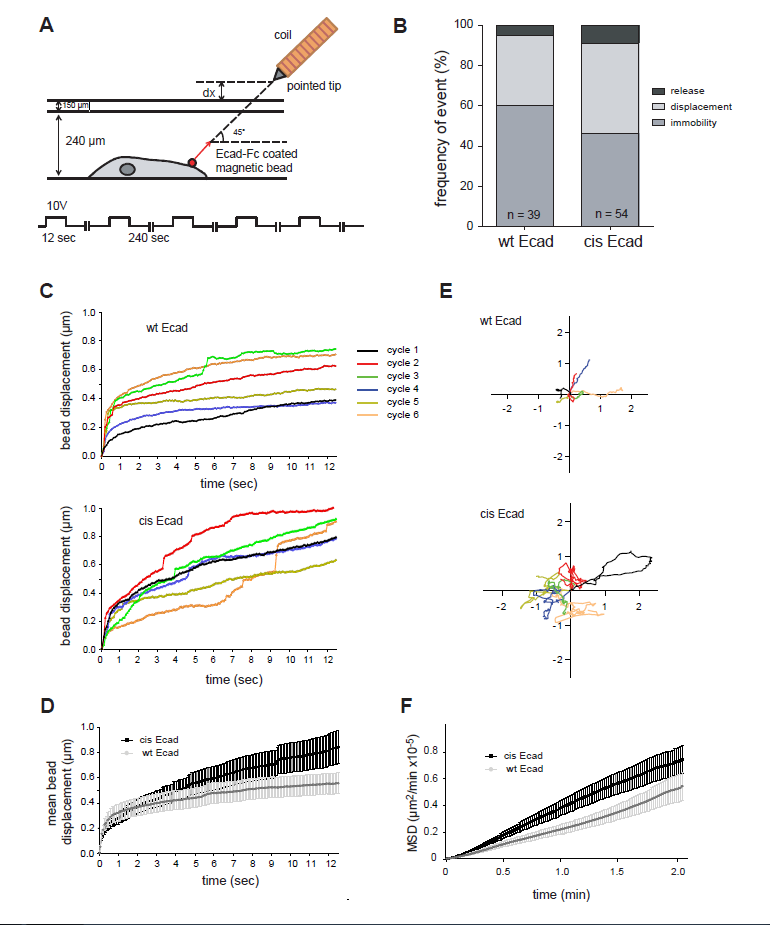 A
coil
pointed tip
dx
150 µm
45°
240 µm
Ecad-Fc coated
magnetic bead
10V
12 sec
240 sec
B
frequency of event (%)
100
80
60
40
20
0
n = 39
n = 54
wt Ecad
cis Ecad
release
displacement
immobility
C
bead displacement (µm)
1.0
0.8
0.6
0.4
0.2
0.0
wt Ecad
0 1 2 3 4 5 6 7 8 9 10 11 12
time (sec)
cycle 1
cycle 2
cycle 3
cycle 4
cycle 5
cycle 6
bead displacement (µm)
1.0
0.8
0.6
0.4
0.2
0.0
cis Ecad
0 1 2 3 4 5 6 7 8 9 10 11 12
time (sec)
E
wt Ecad
2
1
-2 -1 1 2
-1
-2
cis Ecad
2
1
-2 -1 1 2
-1
-2
D
mean bead
displacement (µm)
1.0
0.8
0.6
0.4
0.2
0.0
cis Ecad
wt Ecad
0 1 2 3 4 5 6 7 8 9 10 11 12
time (sec)
F
MSD (µm²/min x10⁻⁵)
0.8
0.6
0.4
0.2
0
cis Ecad
wt Ecad
0 0.5 1.0 1.5 2.0
time (min)